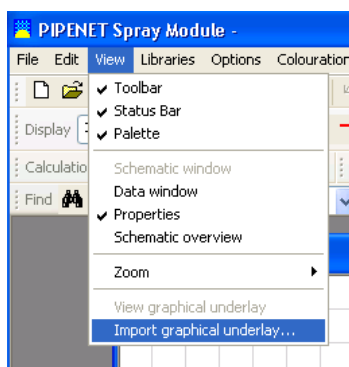 PIPENET Spray Module -
File Edit View Libraries Options Colouration
Toolbar
Status Bar
Display
Palette
Calculatio
Schematic window
Data window
Find
Properties
Schematic overview
Zoom
View graphical underlay
Import graphical underlay...